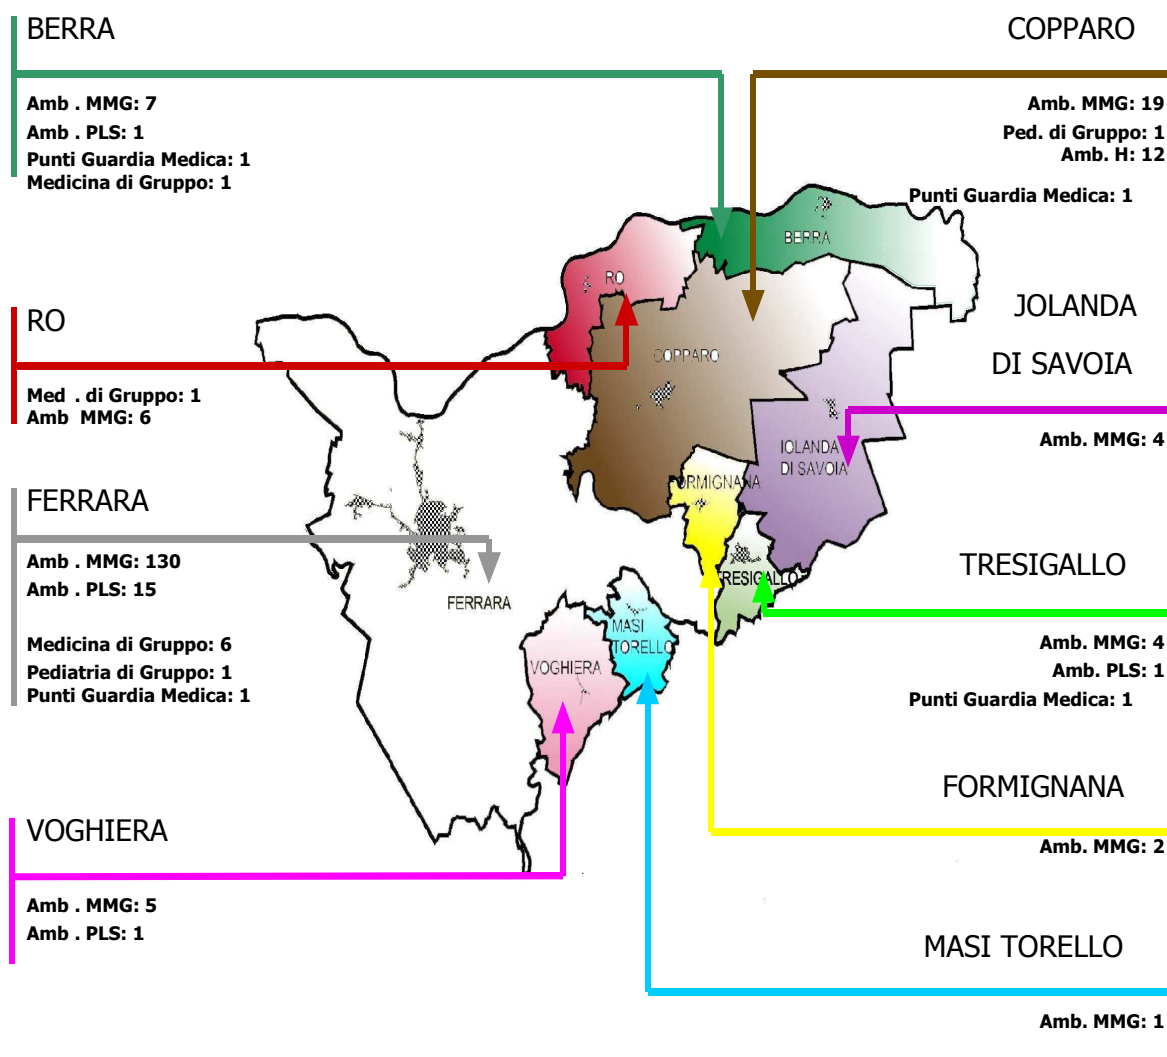 BERRA
Amb . MMG: 7
Amb . PLS: 1
Punti Guardia Medica: 1
Medicina di Gruppo: 1
COPPARO
Amb. MMG: 19
Ped. di Gruppo: 1
Amb. H: 12
Punti Guardia Medica: 1
RO
Med . di Gruppo: 1
Amb MMG: 6
JOLANDA
DI SAVOIA
Amb. MMG: 4
FERRARA
Amb . MMG: 130
Amb . PLS: 15
Medicina di Gruppo: 6
Pediatria di Gruppo: 1
Punti Guardia Medica: 1
TRESIGALLO
Amb. MMG: 4
Amb. PLS: 1
Punti Guardia Medica: 1
FORMIGNANA
Amb. MMG: 2
VOGHIERA
Amb . MMG: 5
Amb . PLS: 1
MASI TORELLO
Amb. MMG: 1
BERRA
RO
COPPARO
IOLANDA
DI SAVOIA
FORMIGNANA
TRESIGALLO
FERRARA
MASI
TORELLO
VOGHIERA